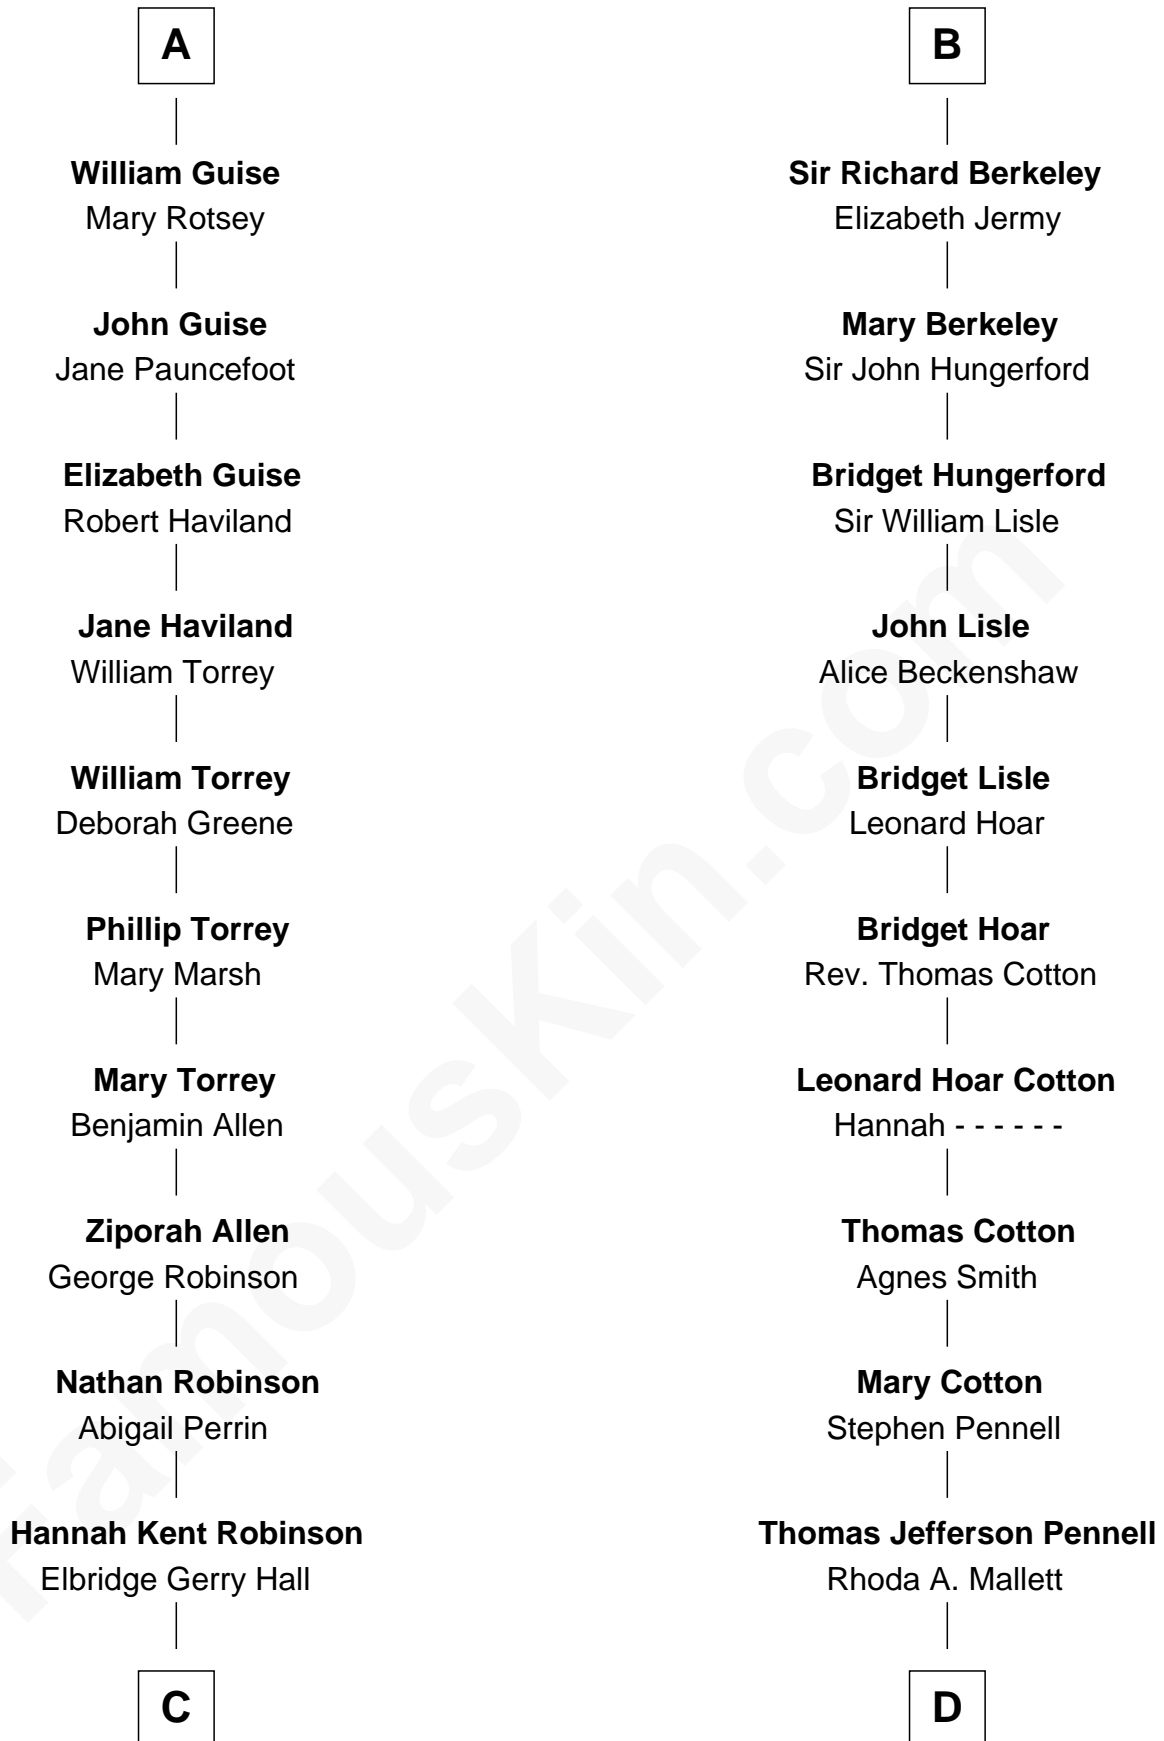 A
William Guise
Mary Rotsey
John Guise
Jane Pauncefoot
Elizabeth Guise
Robert Haviland
Jane Haviland
William Torrey
William Torrey
Deborah Greene
Phillip Torrey
Mary Marsh
Mary Torrey
Benjamin Allen
Ziporah Allen
George Robinson
Nathan Robinson
Abigail Perrin
Hannah Kent Robinson
Elbridge Gerry Hall
C
B
Sir Richard Berkeley
Elizabeth Jermy
Mary Berkeley
Sir John Hungerford
Bridget Hungerford
Sir William Lisle
John Lisle
Alice Beckenshaw
Bridget Lisle
Leonard Hoar
Bridget Hoar
Rev. Thomas Cotton
Leonard Hoar Cotton
Hannah - - - - - -
Thomas Cotton
Agnes Smith
Mary Cotton
Stephen Pennell
Thomas Jefferson Pennell
Rhoda A. Mallett
D
FamousKin.com